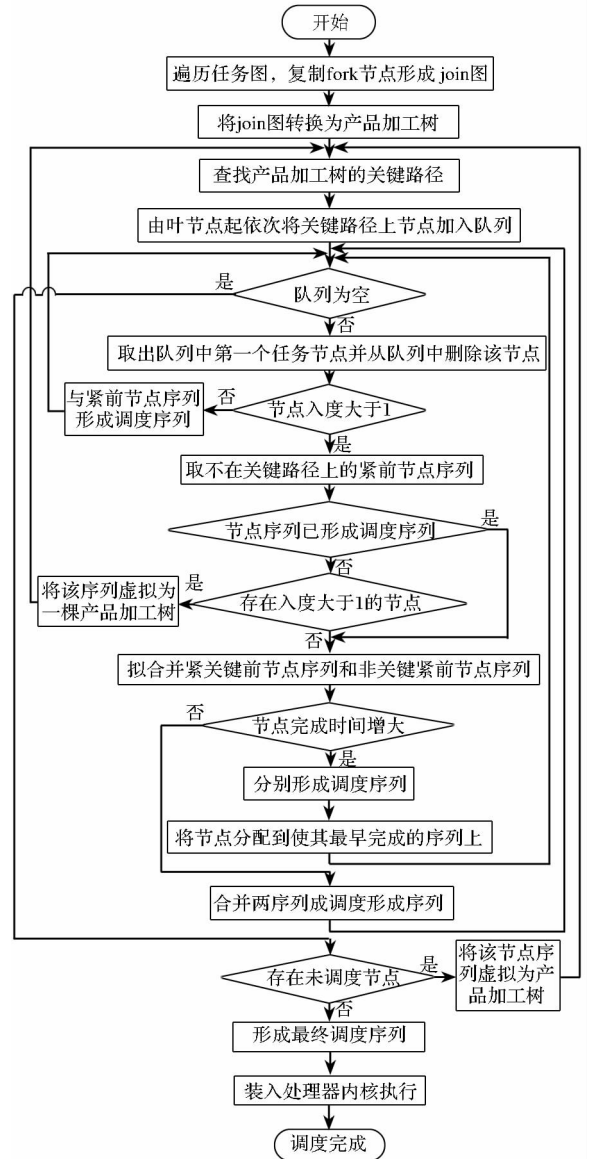 开始
遍历任务图，复制fork节点形成 join图
将join图转换为产品加工树
查找产品加工树的关键路径
由叶节点起依次将关键路径上节点加入队列
是
队列为空
否
取出队列中第一个任务节点并从队列中删除该节点
与紧前节点序列
形成调度序列
否
节点入度大于1
是
取不在关键路径上的紧前节点序列
节点序列已形成调度序列
是
否
将该序列虚拟为
一棵产品加工树
是
存在入度大于1的节点
否
拟合并紧关键前节点序列和非关键紧前节点序列
否
节点完成时间增大
是
分别形成调度序列
将节点分配到使其最早完成的序列上
合并两序列成调度形成序列
存在未调度节点
是
将该节点序
列虚拟为产
品加工树
否
形成最终调度序列
装入处理器内核执行
调度完成